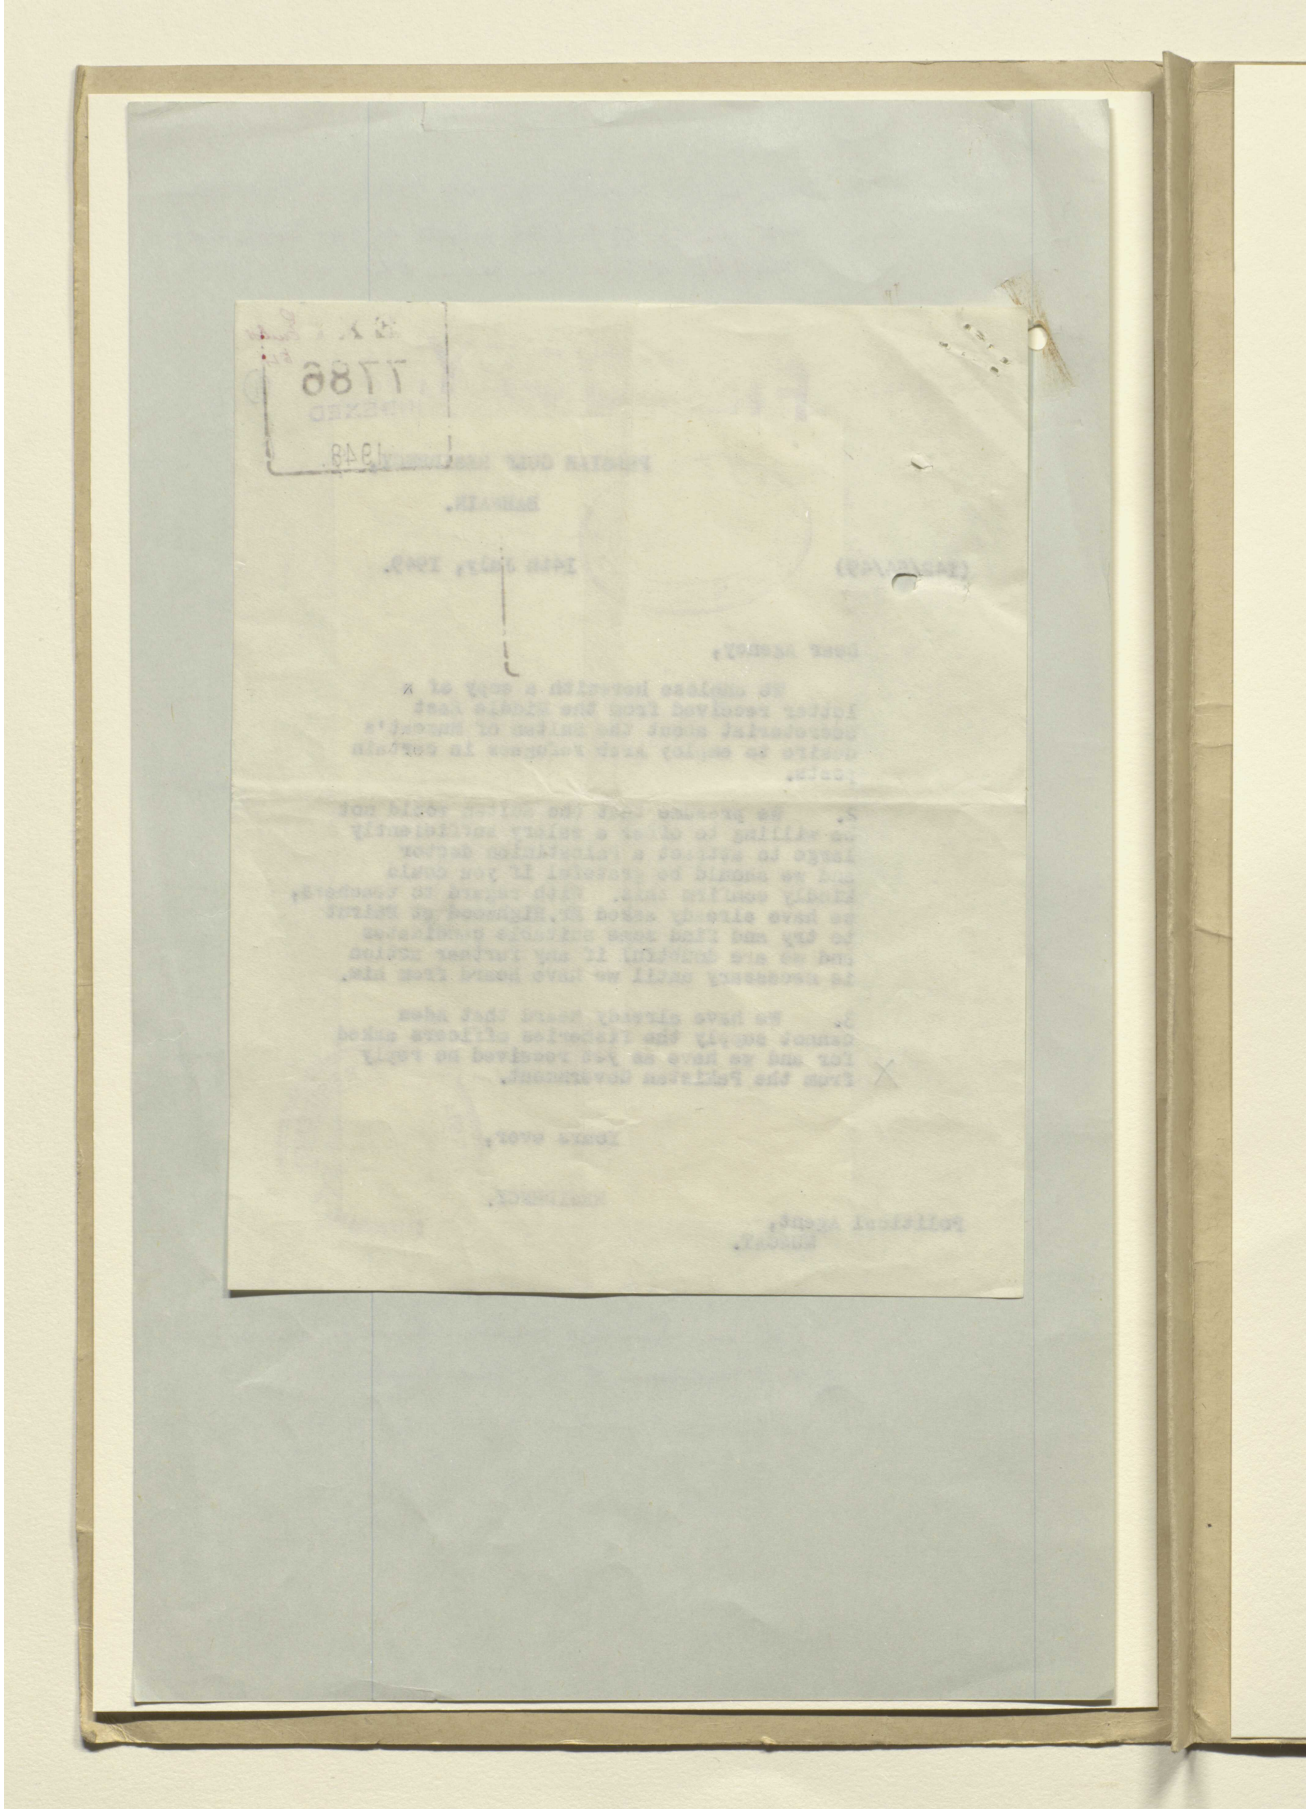 7786
INDEXED
1948
PERSIAN GULF RESIDENCY,
BAHRAIN.
(142/64/49)
14th July, 1949.
Dear Agency,
We enclose herewith a copy of a
letter received from the Middle East
Secretariat about the Sultan of Muscat's
desire to employ Arab refugees in certain
posts.
2. We presume that the Sultan would not
be willing to offer a salary sufficiently
large to attract a Palestinian doctor
and we should be grateful if you could
kindly confirm this. With regard to teachers,
we have already asked Mr. Highwood at Beirut
to try and find some suitable candidates
and we are doubtful if any further action
is necessary until we have heard from him.
3. We have already heard that Aden
cannot supply the fisheries officers asked
for and we have as yet received no reply
from the Pakistan Government.
X
Yours ever,
RESIDENCY.
Political Agent,
MUSCAT.